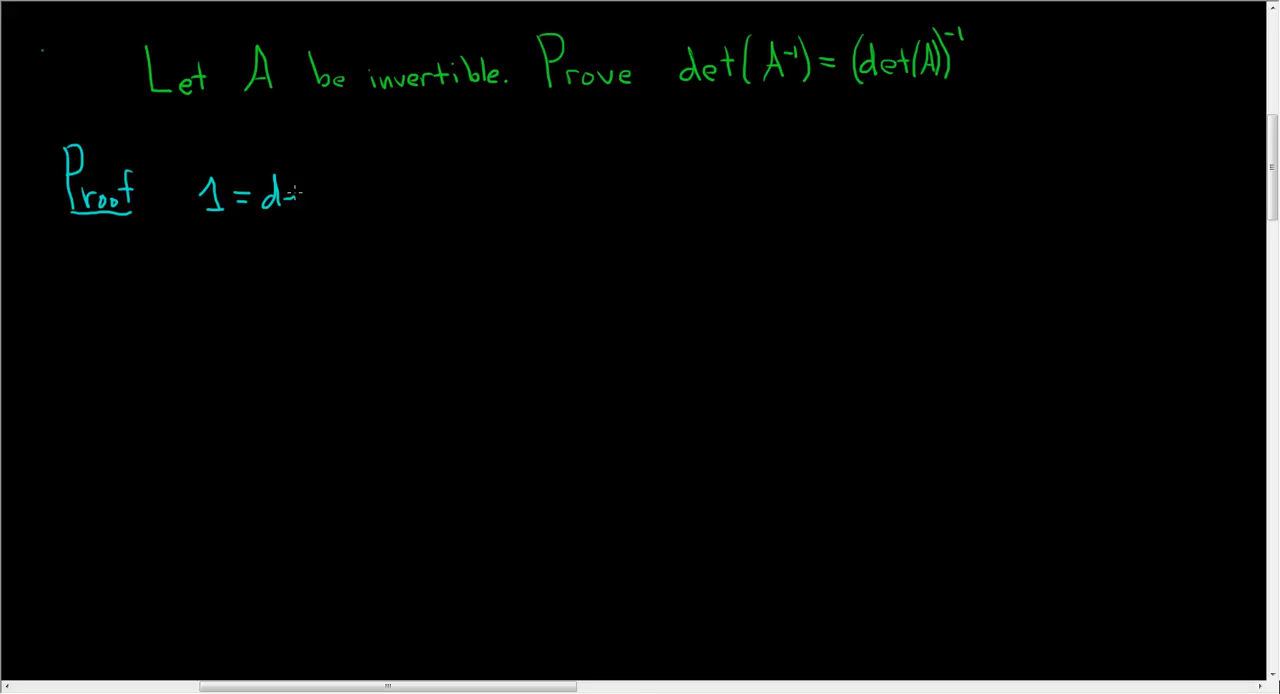 Let A be invertible. Prove det(A⁻¹) = (det(A))⁻¹
Proof 1 = d